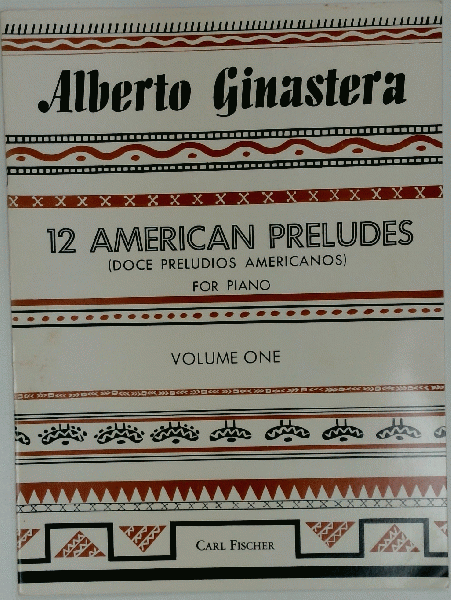 Alberto Ginastera
12 AMERICAN PRELUDES
(DOCE PRELUDIOS AMERICANOS)
FOR PIANO
VOLUME ONE
CARL FISCHER